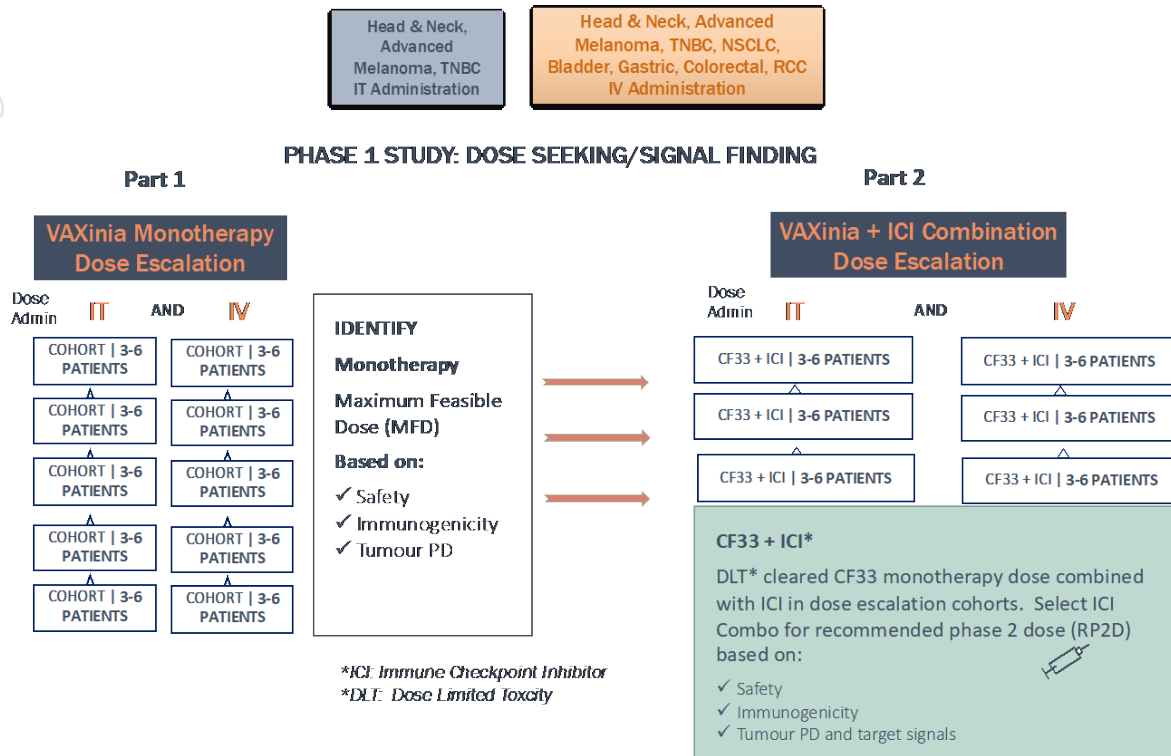 Head & Neck,
Advanced
Melanoma, TNBC
IT Administration
Head & Neck, Advanced
Melanoma, TNBC, NSCLC,
Bladder, Gastric, Colorectal, RCC
IV Administration
PHASE 1 STUDY: DOSE SEEKING/SIGNAL FINDING
Part 1
VAXinia Monotherapy
Dose Escalation
Dose
Admin
IT
AND
IV
COHORT | 3-6
PATIENTS
COHORT | 3-6
PATIENTS
COHORT | 3-6
PATIENTS
COHORT | 3-6
PATIENTS
COHORT | 3-6
PATIENTS
COHORT | 3-6
PATIENTS
COHORT | 3-6
PATIENTS
COHORT | 3-6
PATIENTS
COHORT | 3-6
PATIENTS
COHORT | 3-6
PATIENTS
IDENTIFY
Monotherapy
Maximum Feasible
Dose (MFD)
Based on:
✓ Safety
✓ Immunogenicity
✓ Tumour PD
Part 2
VAXinia + ICI Combination
Dose Escalation
Dose
Admin
IT
AND
IV
CF33 + ICI | 3-6 PATIENTS
CF33 + ICI | 3-6 PATIENTS
CF33 + ICI | 3-6 PATIENTS
CF33 + ICI | 3-6 PATIENTS
CF33 + ICI | 3-6 PATIENTS
CF33 + ICI | 3-6 PATIENTS
CF33 + ICI*
DLT* cleared CF33 monotherapy dose combined
with ICI in dose escalation cohorts. Select ICI
Combo for recommended phase 2 dose (RP2D)
based on:
✓ Safety
✓ Immunogenicity
✓ Tumour PD and target signals
*ICI: Immune Checkpoint Inhibitor
*DLT: Dose Limited Toxcity